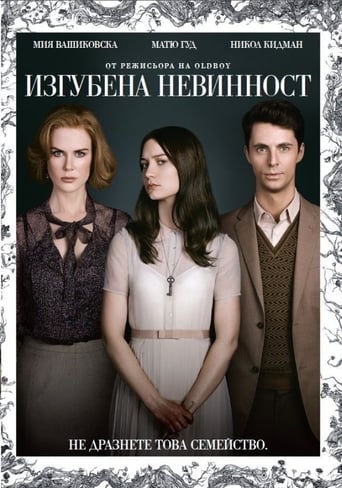 МИЯ ВАШИКОВСКА МАТЮ ГУД НИКОЛ КИДМАН
ОТ РЕЖИСЬОРА НА OLDBOY
ИЗГУБЕНА НЕВИННОСТ
НЕ ДРАЗНЕТЕ ТОВА СЕМЕЙСТВО.